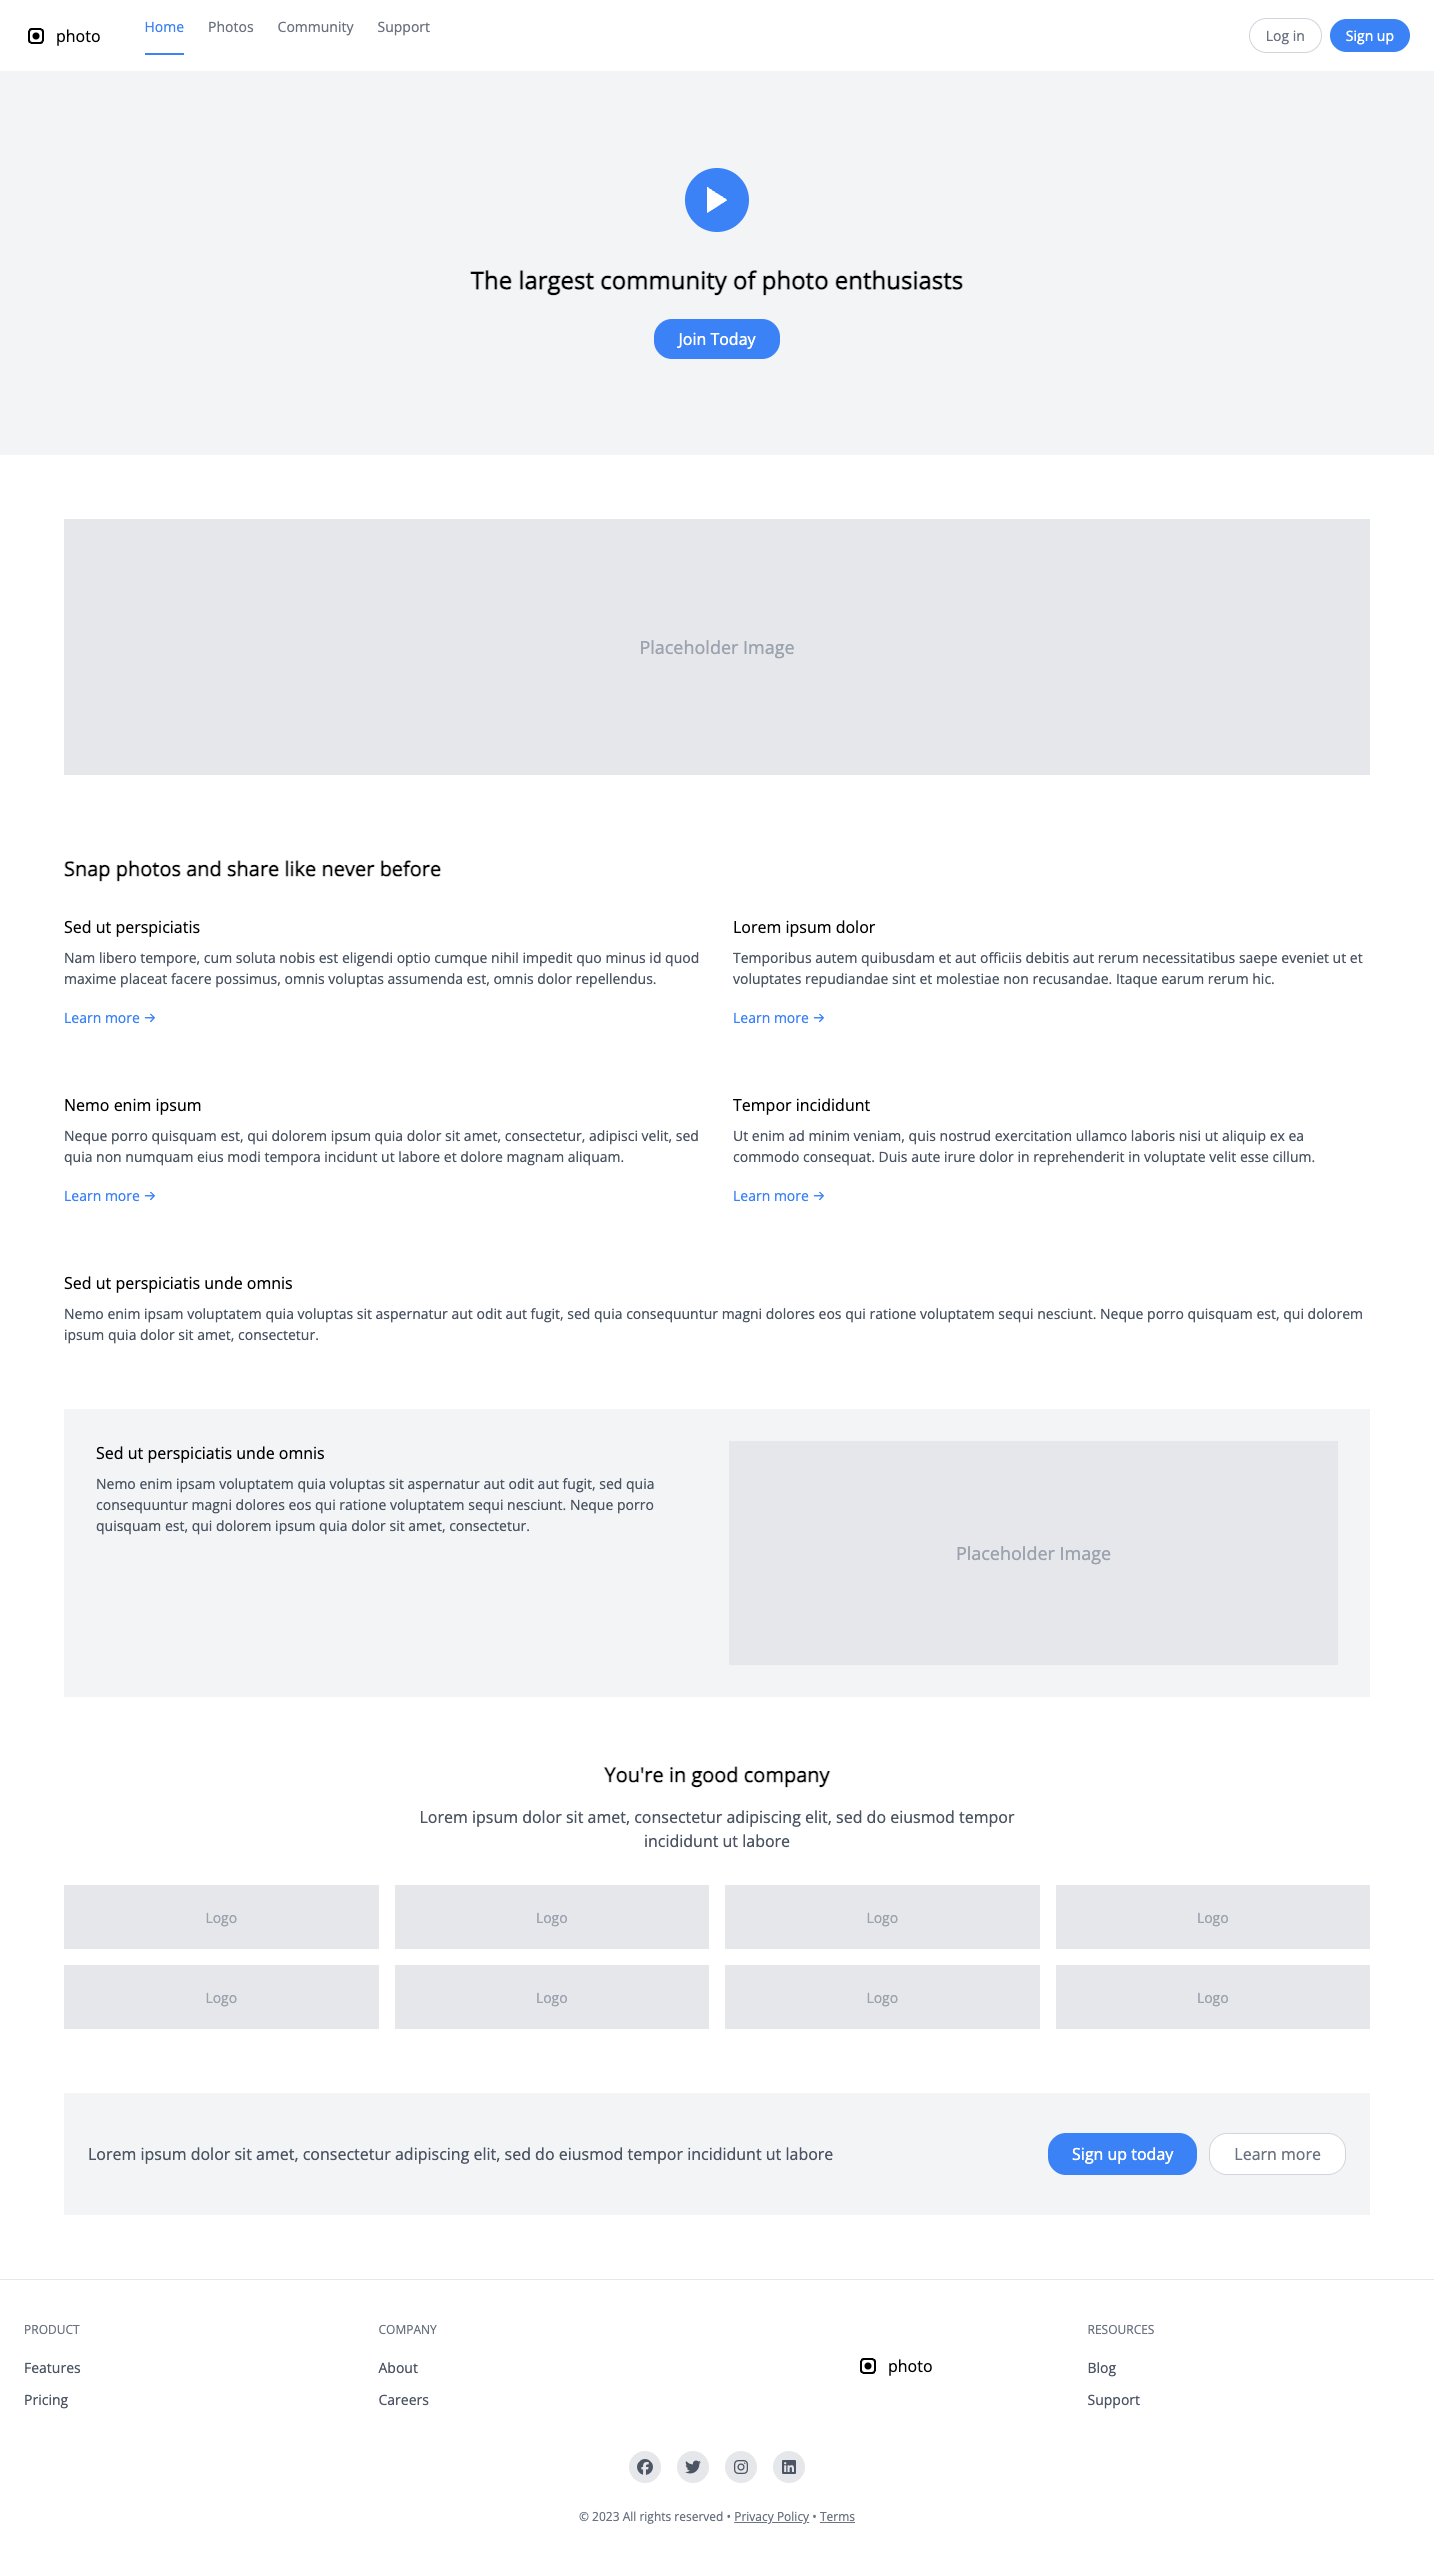 photo
Home
Photos
Community
Support
Log in
Sign up
The largest community of photo enthusiasts
Join Today
Placeholder Image
Snap photos and share like never before
Sed ut perspiciatis
Nam libero tempore, cum soluta nobis est eligendi optio cumque nihil impedit quo minus id quod
maxime placeat facere possimus, omnis voluptas assumenda est, omnis dolor repellendus.
Learn more →
Lorem ipsum dolor
Temporibus autem quibusdam et aut officiis debitis aut rerum necessitatibus saepe eveniet ut et
voluptates repudiandae sint et molestiae non recusandae. Itaque earum rerum hic.
Learn more →
Nemo enim ipsum
Neque porro quisquam est, qui dolorem ipsum quia dolor sit amet, consectetur, adipisci velit, sed
quia non numquam eius modi tempora incidunt ut labore et dolore magnam aliquam.
Learn more →
Tempor incididunt
Ut enim ad minim veniam, quis nostrud exercitation ullamco laboris nisi ut aliquip ex ea
commodo consequat. Duis aute irure dolor in reprehenderit in voluptate velit esse cillum.
Learn more →
Sed ut perspiciatis unde omnis
Nemo enim ipsam voluptatem quia voluptas sit aspernatur aut odit aut fugit, sed quia consequuntur magni dolores eos qui ratione voluptatem sequi nesciunt. Neque porro quisquam est, qui dolorem
ipsum quia dolor sit amet, consectetur.
Sed ut perspiciatis unde omnis
Nemo enim ipsam voluptatem quia voluptas sit aspernatur aut odit aut fugit, sed quia
consequuntur magni dolores eos qui ratione voluptatem sequi nesciunt. Neque porro
quisquam est, qui dolorem ipsum quia dolor sit amet, consectetur.
Placeholder Image
You're in good company
Lorem ipsum dolor sit amet, consectetur adipiscing elit, sed do eiusmod tempor
incididunt ut labore
Logo
Logo
Logo
Logo
Logo
Logo
Logo
Logo
Lorem ipsum dolor sit amet, consectetur adipiscing elit, sed do eiusmod tempor incididunt ut labore
Sign up today
Learn more
PRODUCT
Features
Pricing
COMPANY
About
Careers
photo
RESOURCES
Blog
Support
© 2023 All rights reserved • Privacy Policy • Terms